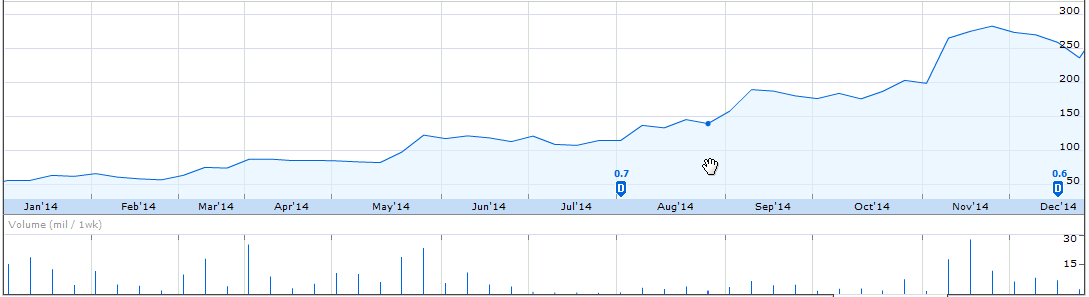 300
250
200
150
100
50
0.7
D
0.6
D
Jan'14 Feb'14 Mar'14 Apr'14 May'14 Jun'14 Jul'14 Aug'14 Sep'14 Oct'14 Nov'14 Dec'14
Volume (mil / 1wk)
30
15